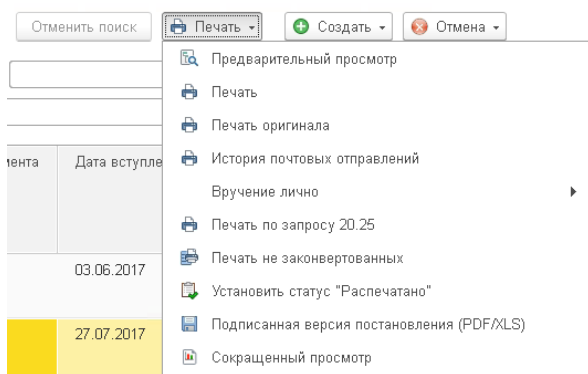 Отменить поиск Печать Создать Отмена
Предварительный просмотр
Печать
Печать оригинала
мента Дата вступле История почтовых отправлений
Вручение лично
Печать по запросу 20.25
03.06.2017 Печать не законвертованных
Установить статус "Распечатано"
27.07.2017 Подписанная версия постановления (PDF/XLS)
Сокращенный просмотр